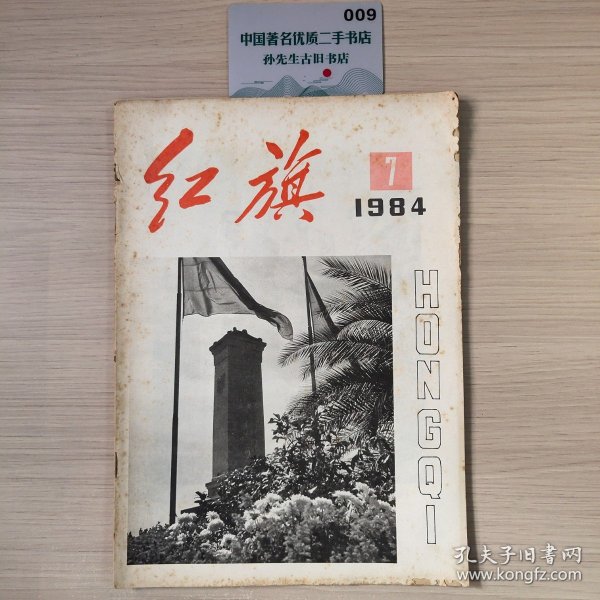 009
中国著名优质二手书店
孙先生古旧书店
红旗
7
1984
HONGQI
孔夫子旧书网
www.kongfz.com